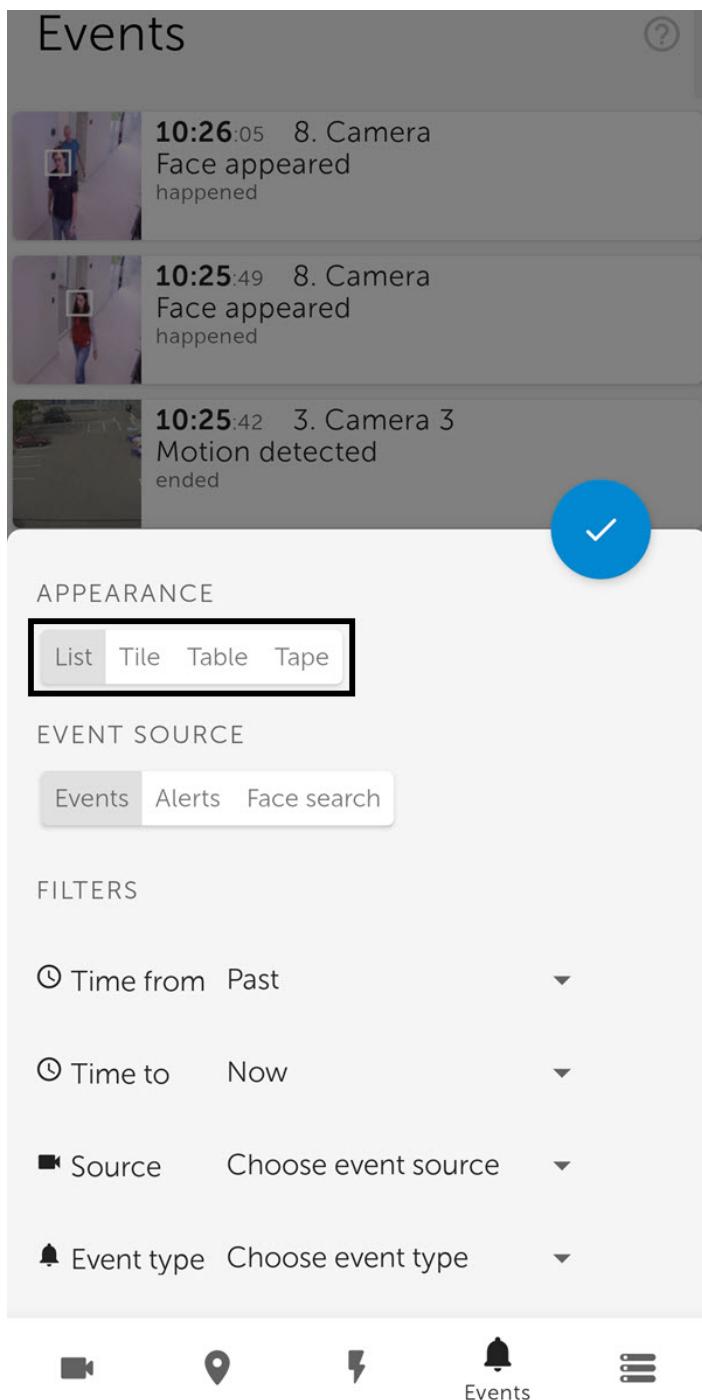 Events
10:26:05 8. Camera
Face appeared
happened
10:25:49 8. Camera
Face appeared
happened
10:25:42 3. Camera 3
Motion detected
ended
APPEARANCE
List Tile Table Tape
EVENT SOURCE
Events Alerts Face search
FILTERS
Time from Past
Time to Now
Source Choose event source
Event type Choose event type
Events